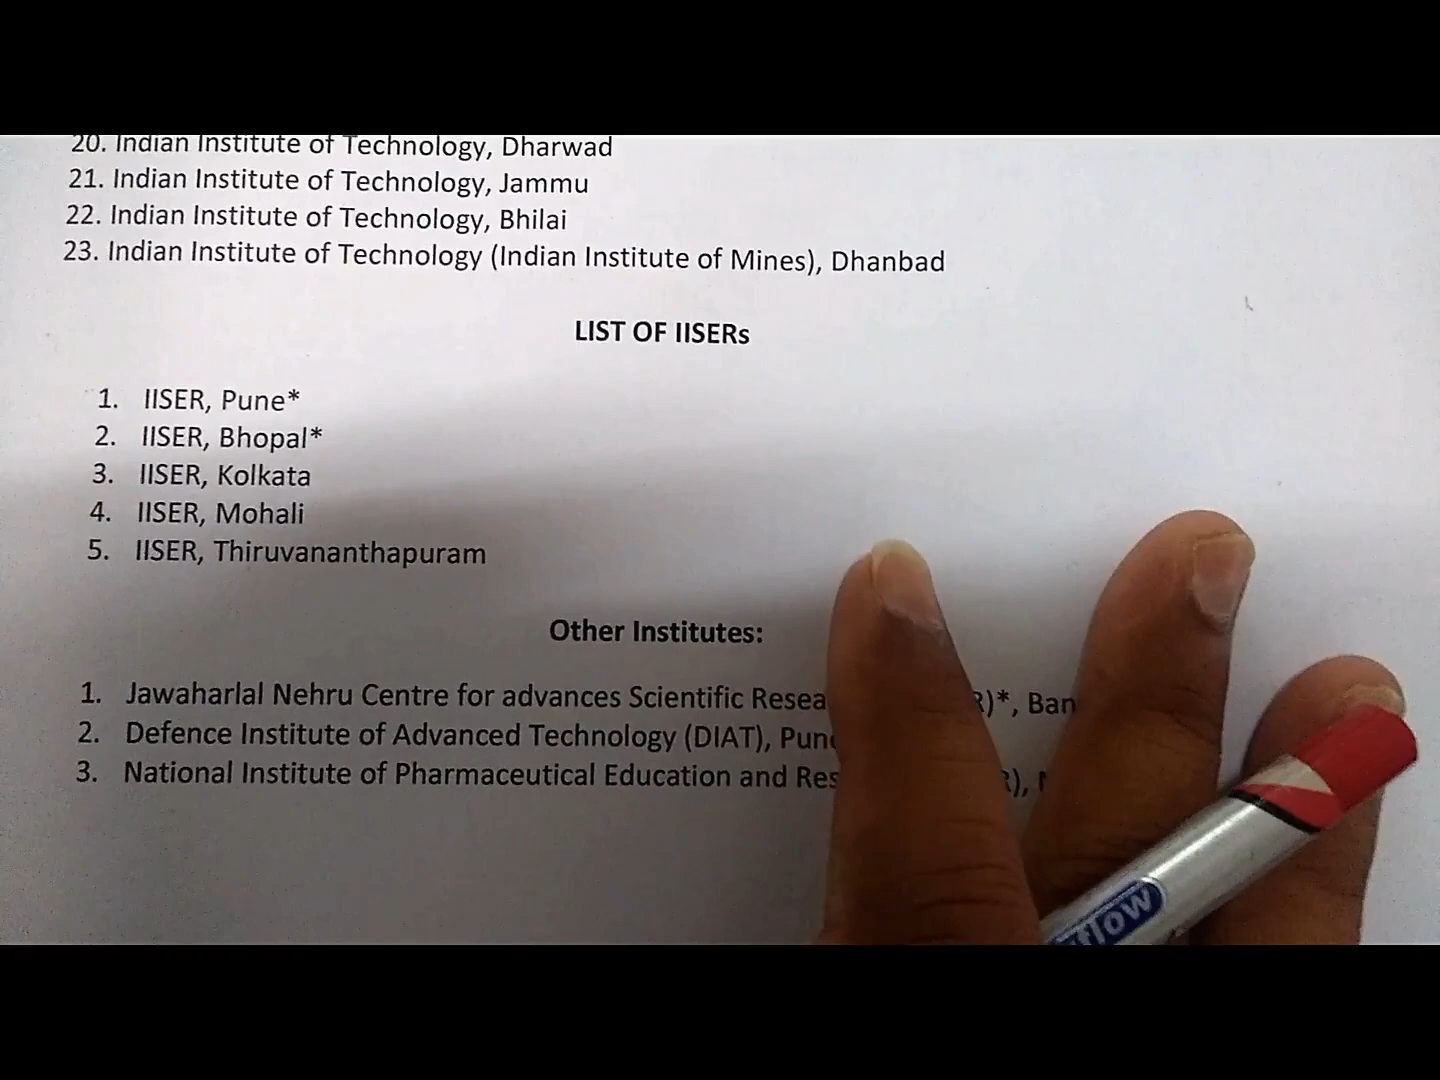 20. Indian Institute of Technology, Dharwad
21. Indian Institute of Technology, Jammu
22. Indian Institute of Technology, Bhilai
23. Indian Institute of Technology (Indian Institute of Mines), Dhanbad
LIST OF IISERs
1. IISER, Pune*
2. IISER, Bhopal*
3. IISER, Kolkata
4. IISER, Mohali
5. IISER, Thiruvananthapuram
Other Institutes:
1. Jawaharlal Nehru Centre for advances Scientific
2. Defence Institute of Advanced Technology (DIAT),
3. National Institute of Pharmaceutical Education and
flow